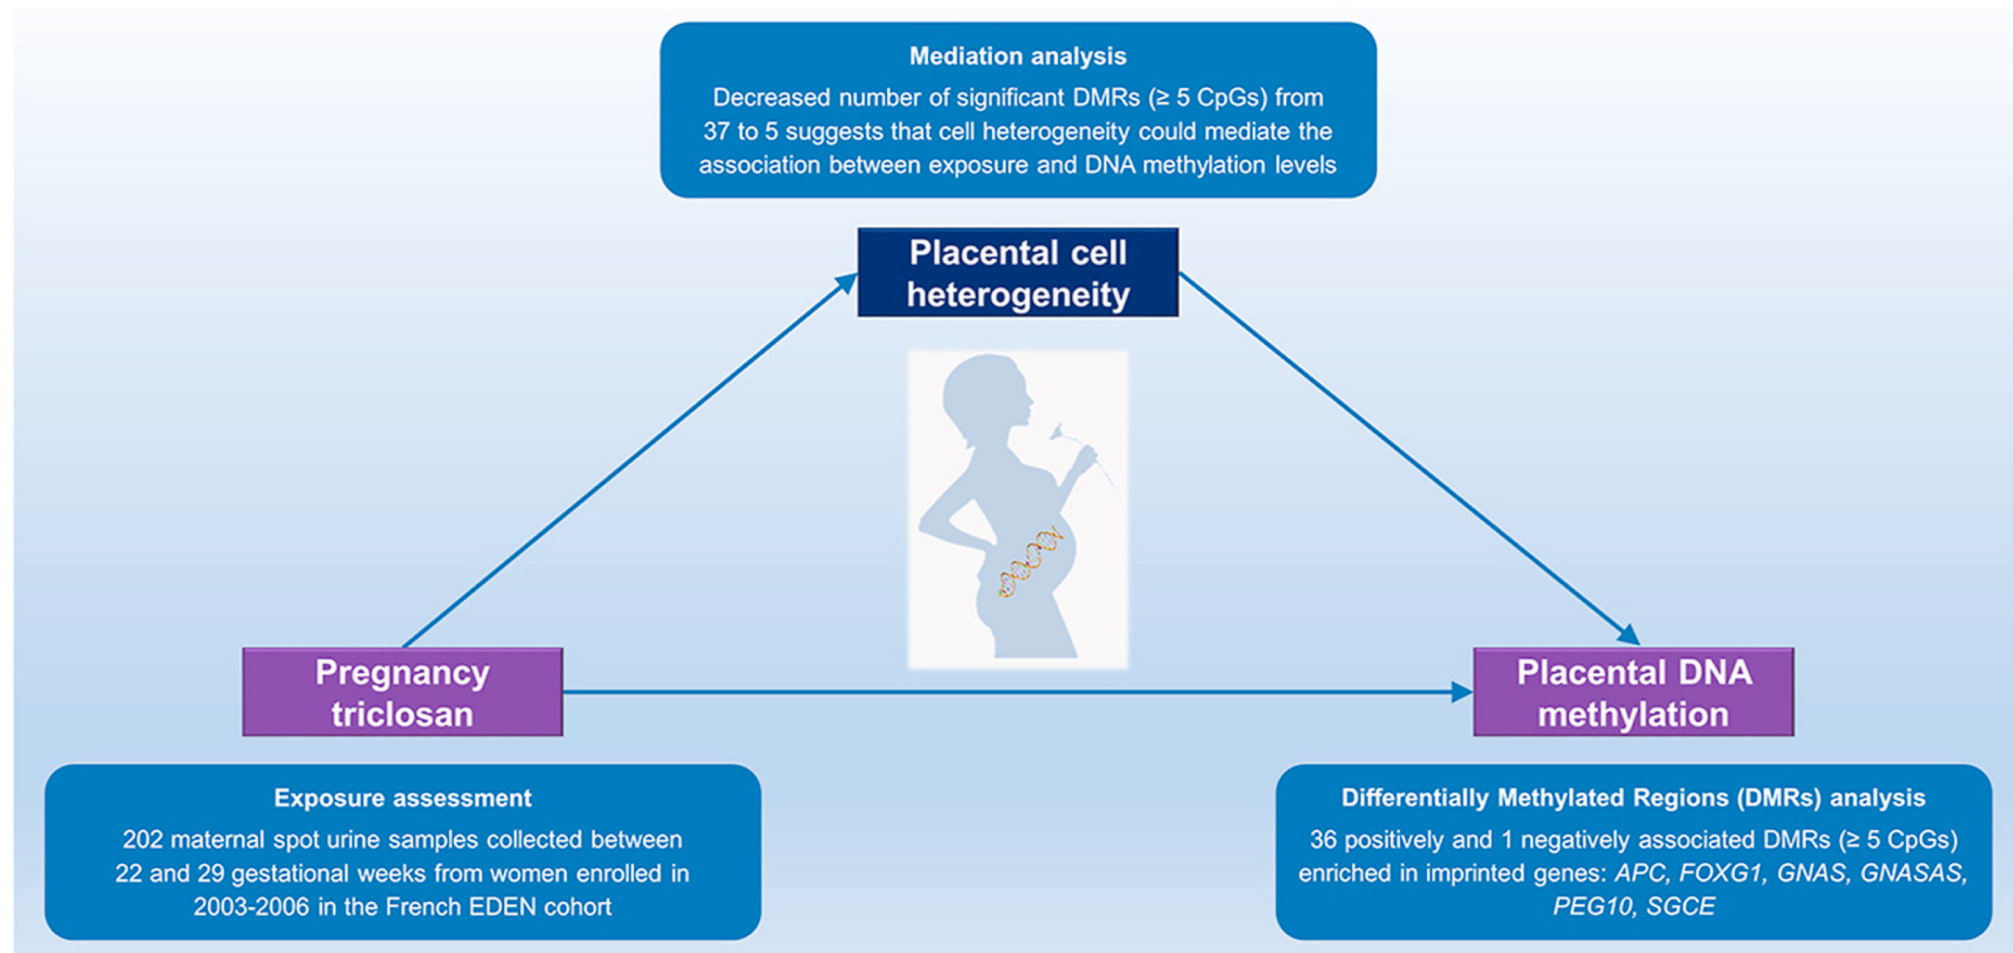 Mediation analysis
Decreased number of significant DMRs (≥ 5 CpGs) from
37 to 5 suggests that cell heterogeneity could mediate the
association between exposure and DNA methylation levels
Placental cell
heterogeneity
Pregnancy
triclosan
Placental DNA
methylation
Exposure assessment
202 maternal spot urine samples collected between
22 and 29 gestational weeks from women enrolled in
2003-2006 in the French EDEN cohort
Differentially Methylated Regions (DMRs) analysis
36 positively and 1 negatively associated DMRs (≥ 5 CpGs)
enriched in imprinted genes: APC, FOXG1, GNAS, GNASAS,
PEG10, SGCE